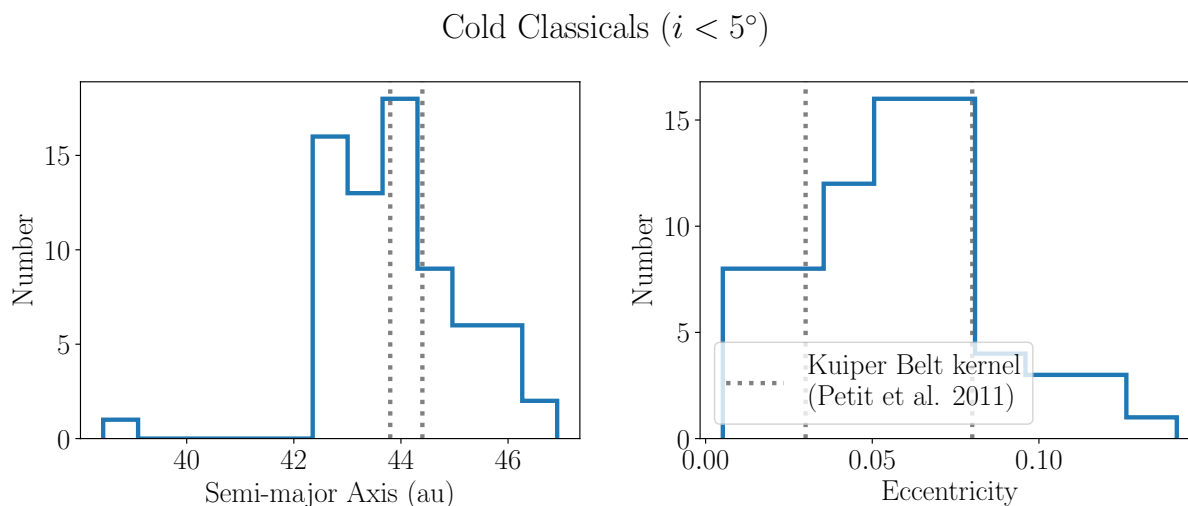 Cold Classicals (i < 5°)
Number
0
5
10
15
40
42
44
46
Semi-major Axis (au)
Number
0
5
10
15
0.00
0.05
0.10
Eccentricity
Kuiper Belt kernel
(Petit et al. 2011)